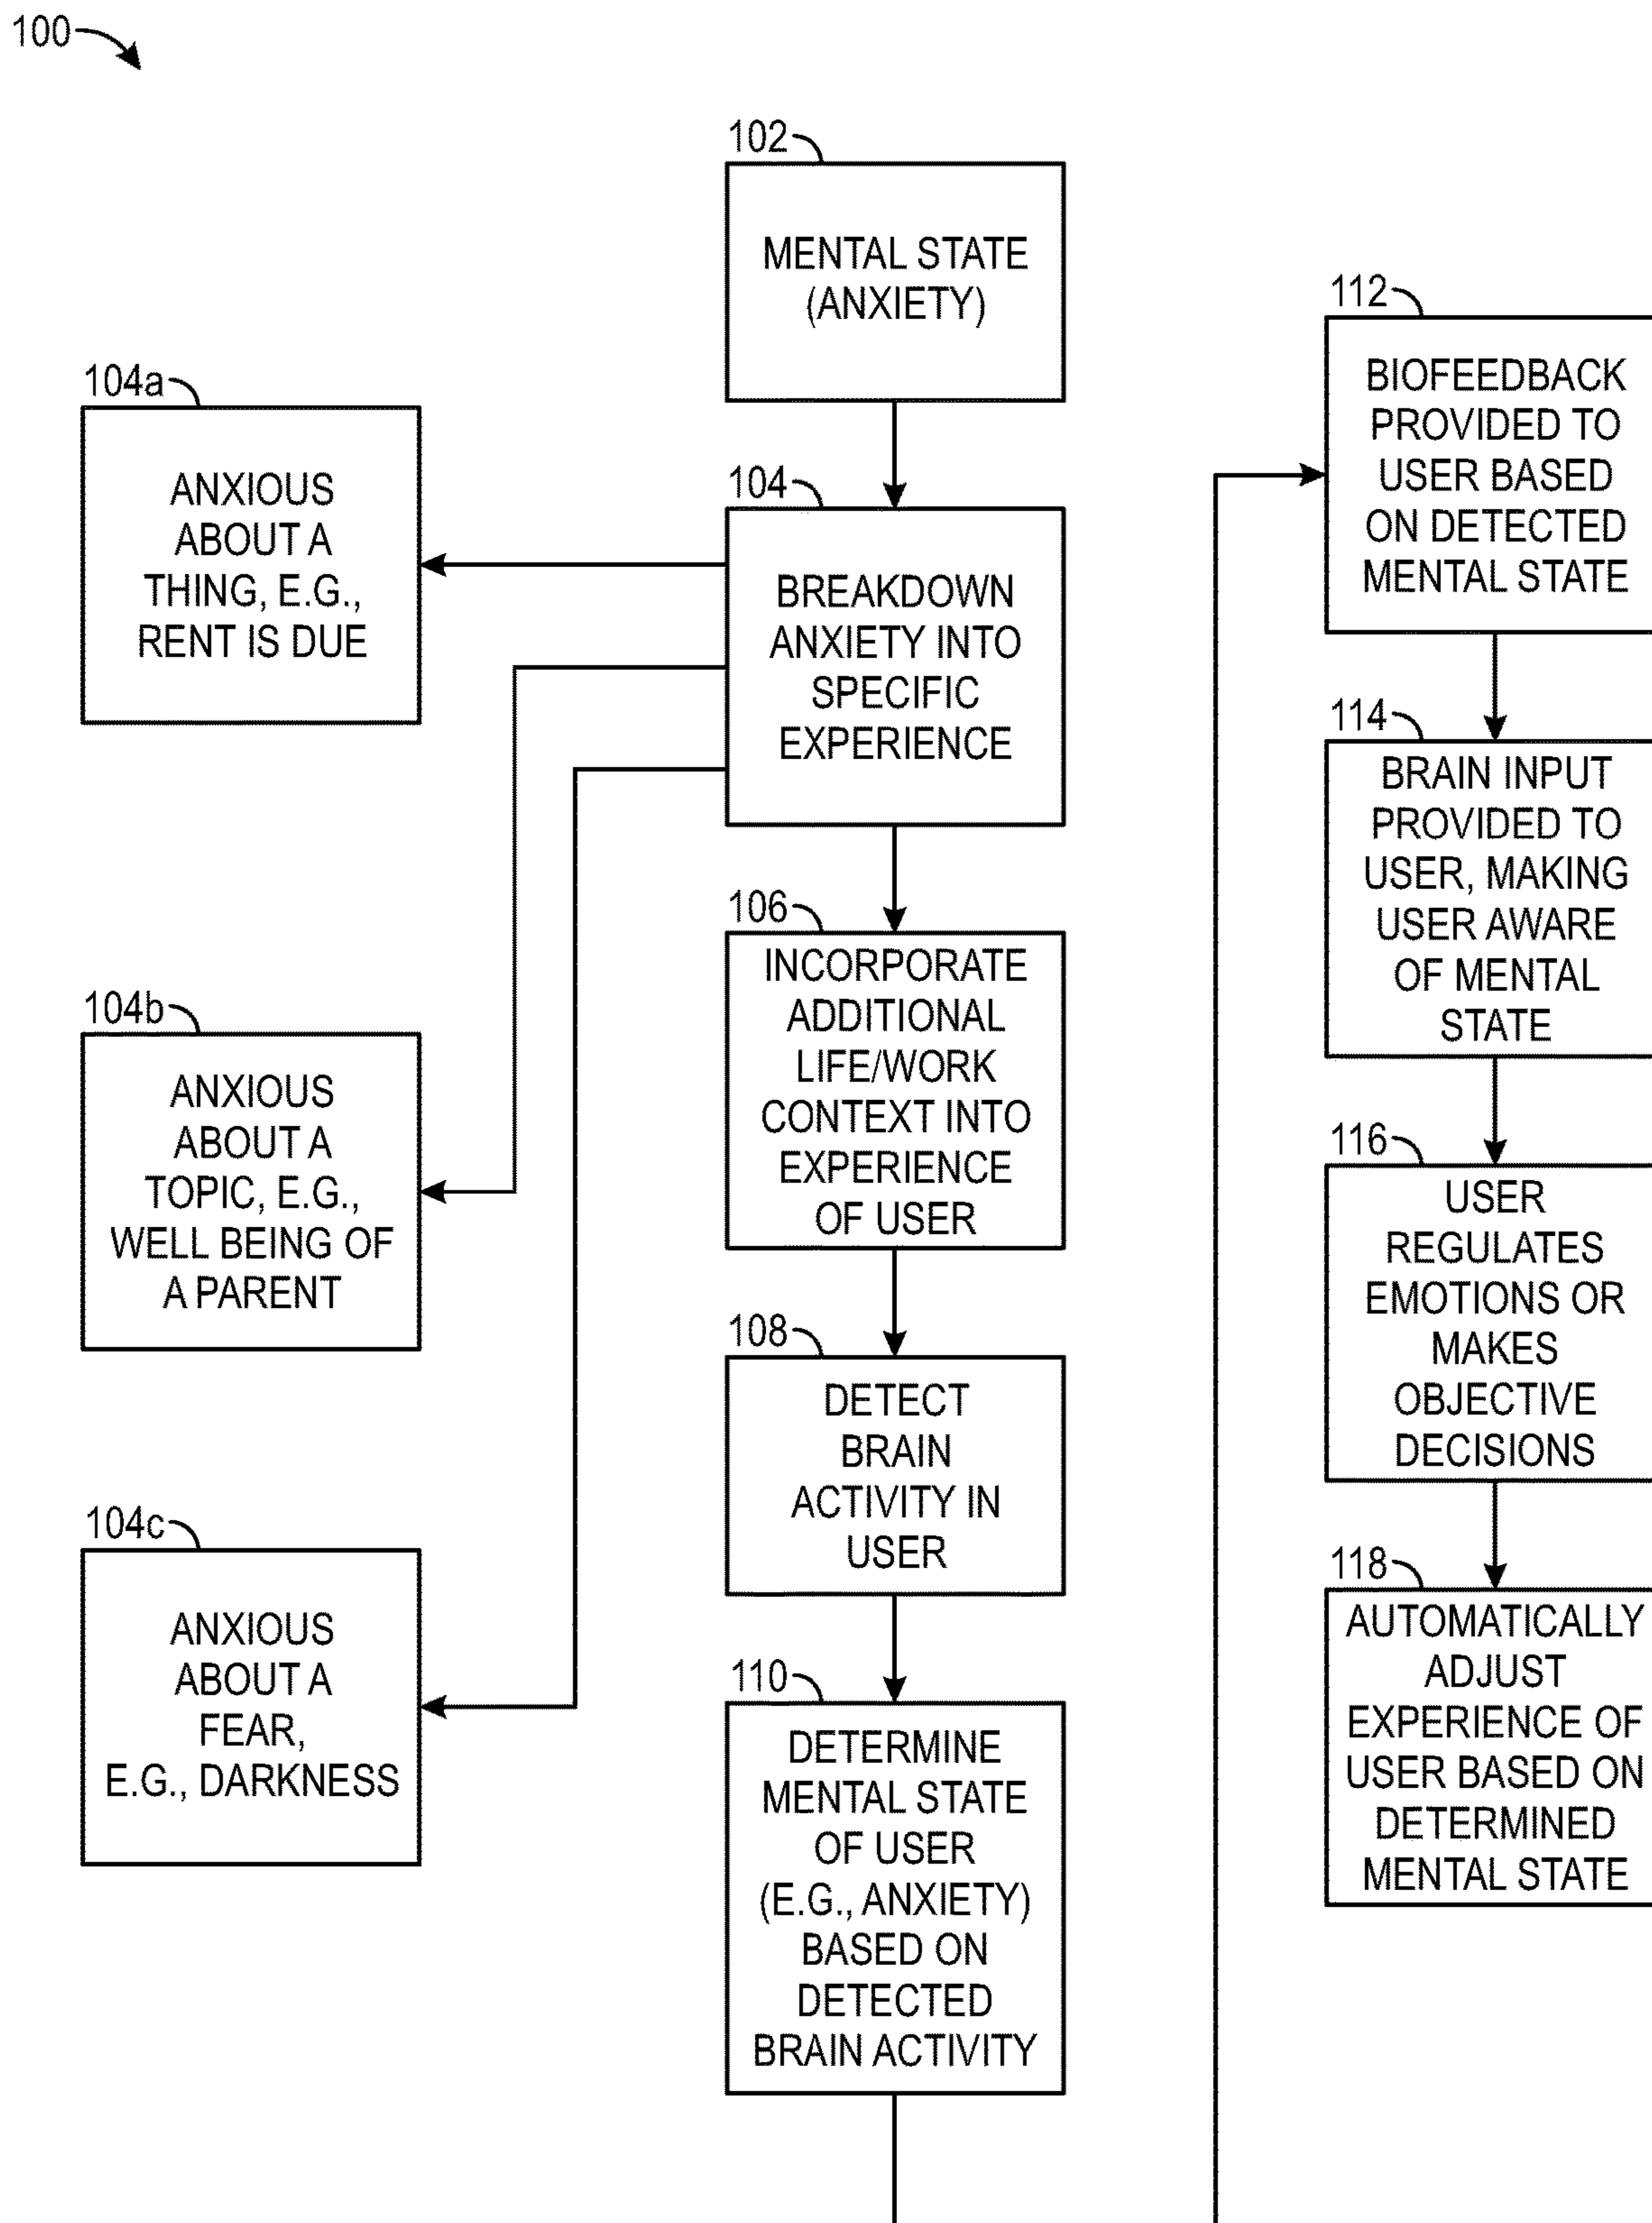 100
102
MENTAL STATE
(ANXIETY)
104a
ANXIOUS
ABOUT A
THING, E.G.,
RENT IS DUE
104
BREAKDOWN
ANXIETY INTO
SPECIFIC
EXPERIENCE
104b
ANXIOUS
ABOUT A
TOPIC, E.G.,
WELL BEING OF
A PARENT
104c
ANXIOUS
ABOUT A
FEAR,
E.G., DARKNESS
106
INCORPORATE
ADDITIONAL
LIFE/WORK
CONTEXT INTO
EXPERIENCE
OF USER
108
DETECT
BRAIN
ACTIVITY IN
USER
110
DETERMINE
MENTAL STATE
OF USER
(E.G., ANXIETY)
BASED ON
DETECTED
BRAIN ACTIVITY
112
BIOFEEDBACK
PROVIDED TO
USER BASED
ON DETECTED
MENTAL STATE
114
BRAIN INPUT
PROVIDED TO
USER, MAKING
USER AWARE
OF MENTAL
STATE
116
USER
REGULATES
EMOTIONS OR
MAKES
OBJECTIVE
DECISIONS
118
AUTOMATICALLY
ADJUST
EXPERIENCE OF
USER BASED ON
DETERMINED
MENTAL STATE